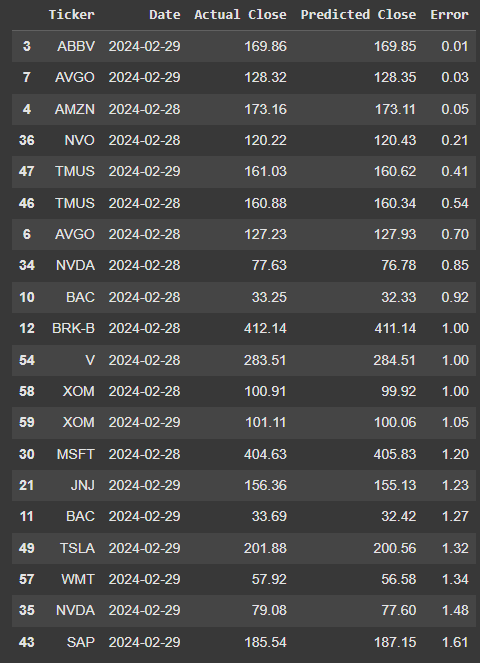 Ticker Date Actual Close Predicted Close Error
3 ABBV 2024-02-29 169.86 169.85 0.01
7 AVGO 2024-02-29 128.32 128.35 0.03
4 AMZN 2024-02-28 173.16 173.11 0.05
36 NVO 2024-02-28 120.22 120.43 0.21
47 TMUS 2024-02-29 161.03 160.62 0.41
46 TMUS 2024-02-28 160.88 160.34 0.54
6 AVGO 2024-02-28 127.23 127.93 0.70
34 NVDA 2024-02-28 77.63 76.78 0.85
10 BAC 2024-02-28 33.25 32.33 0.92
12 BRK-B 2024-02-28 412.14 411.14 1.00
54 V 2024-02-28 283.51 284.51 1.00
58 XOM 2024-02-28 100.91 99.92 1.00
59 XOM 2024-02-29 101.11 100.06 1.05
30 MSFT 2024-02-28 404.63 405.83 1.20
21 JNJ 2024-02-29 156.36 155.13 1.23
11 BAC 2024-02-29 33.69 32.42 1.27
49 TSLA 2024-02-29 201.88 200.56 1.32
57 WMT 2024-02-29 57.92 56.58 1.34
35 NVDA 2024-02-29 79.08 77.60 1.48
43 SAP 2024-02-29 185.54 187.15 1.61